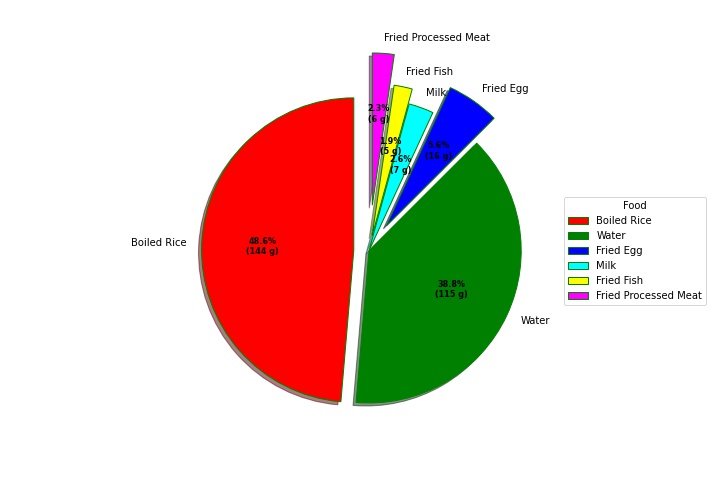 Fried Processed Meat
Fried Fish
Milk
Fried Egg
2.3%
(6 g)
1.9%
(5 g)
2.6%
(7 g)
5.6%
(16 g)
Boiled Rice
48.6%
(144 g)
38.8%
(115 g)
Water
Food
Boiled Rice
Water
Fried Egg
Milk
Fried Fish
Fried Processed Meat